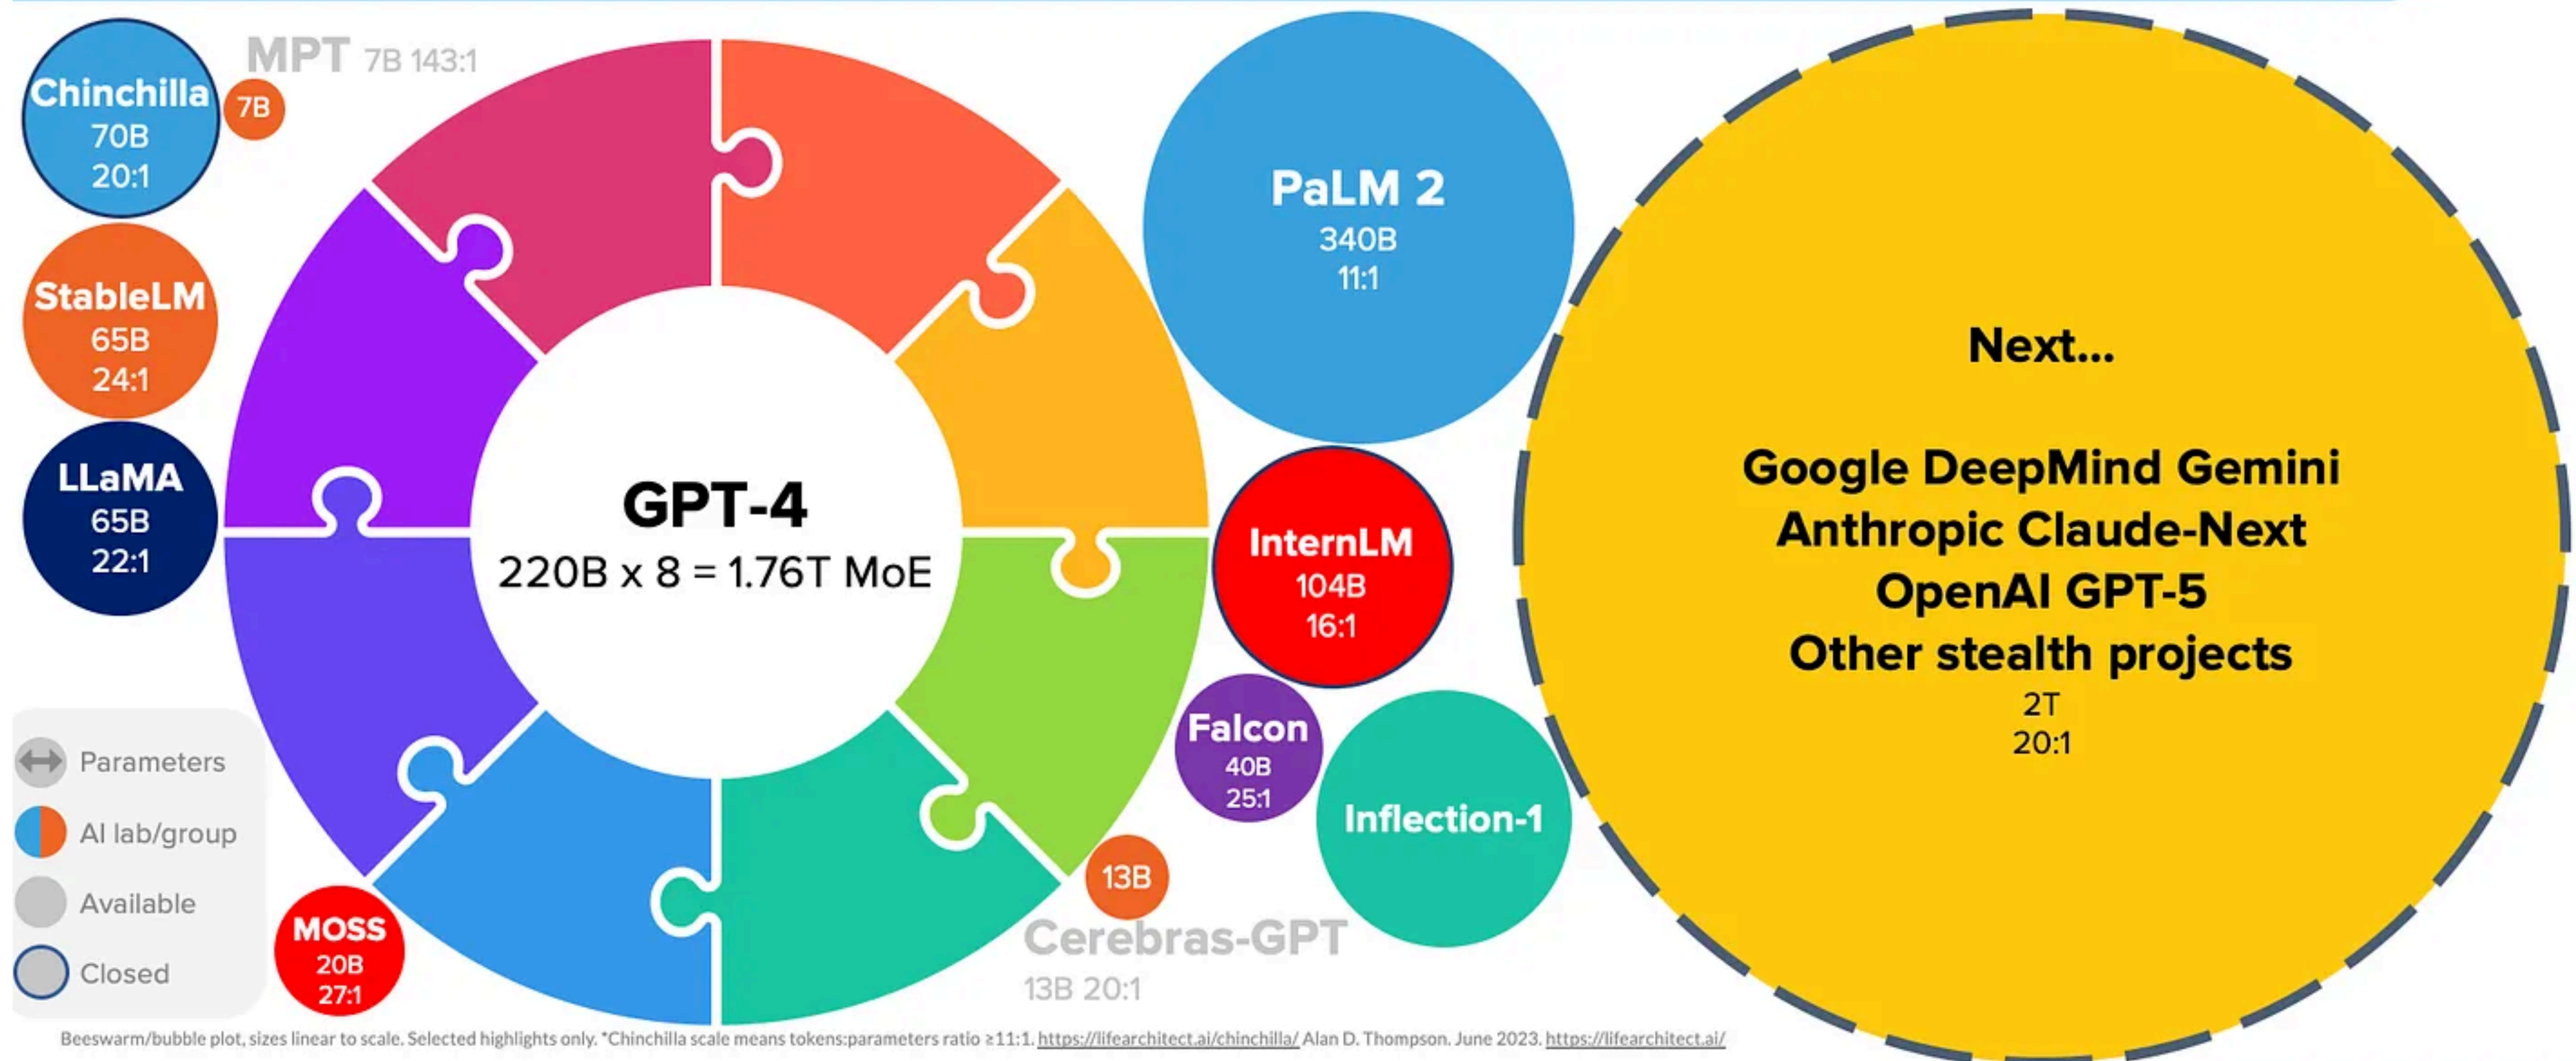 Chinchilla
70B
20:1
MPT 7B 143:1
7B
StableLM
65B
24:1
LLaMA
65B
22:1
GPT-4
220B x 8 = 1.76T MoE
PaLM 2
340B
11:1
InternLM
104B
16:1
Falcon
40B
25:1
Inflection-1
13B
Cerebras-GPT
13B 20:1
MOSS
20B
27:1
Next...
Google DeepMind Gemini
Anthropic Claude-Next
OpenAI GPT-5
Other stealth projects
2T
20:1
Parameters
AI lab/group
Available
Closed
Beeswarm/bubble plot, sizes linear to scale. Selected highlights only. *Chinchilla scale means tokens:parameters ratio ≥11:1. https://lifearchitect.ai/chinchilla/ Alan D. Thompson. June 2023. https://lifearchitect.ai/